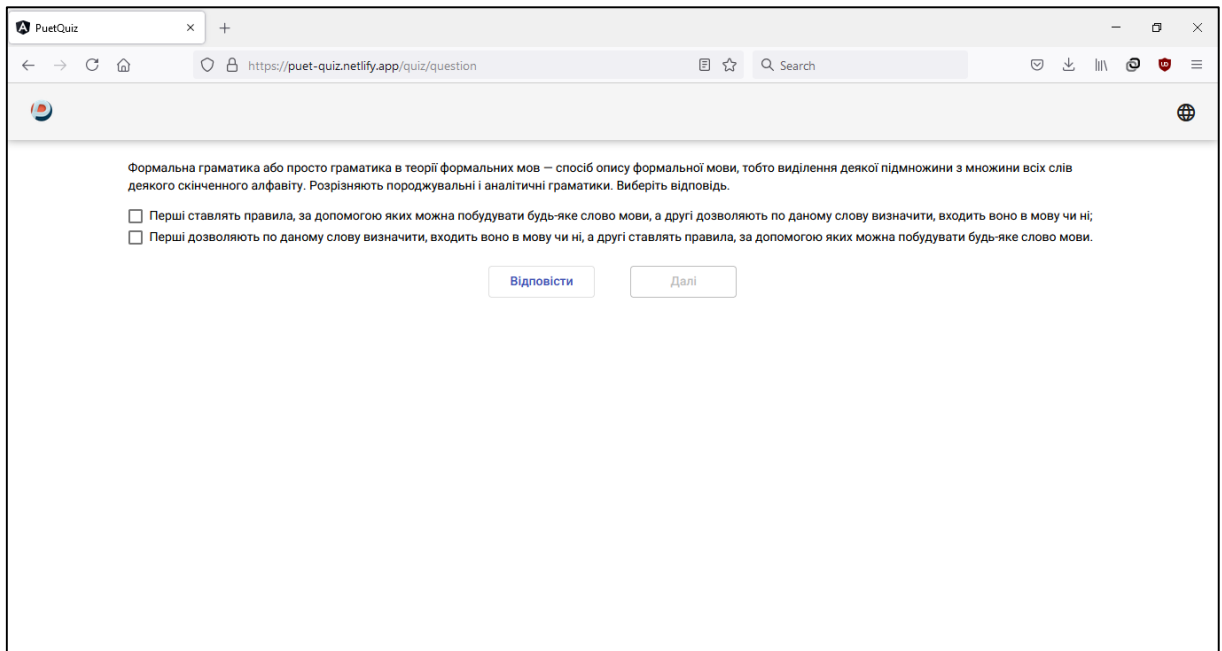 PuetQuiz
https://puet-quiz.netlify.app/quiz/question
Search
Формальна граматика або просто граматика в теорії формальних мов — спосіб опису формальної мови, тобто виділення деякої підмножини з множини всіх слів
деякого скінченного алфавіту. Розрізняють породжувальні і аналітичні граматики. Виберіть відповідь.
Перші ставлять правила, за допомогою яких можна побудувати будь-яке слово мови, а другі дозволяють по даному слову визначити, входить воно в мову чи ні;
Перші дозволяють по даному слову визначити, входить воно в мову чи ні, а другі ставлять правила, за допомогою яких можна побудувати будь-яке слово мови.
Відповісти Далі